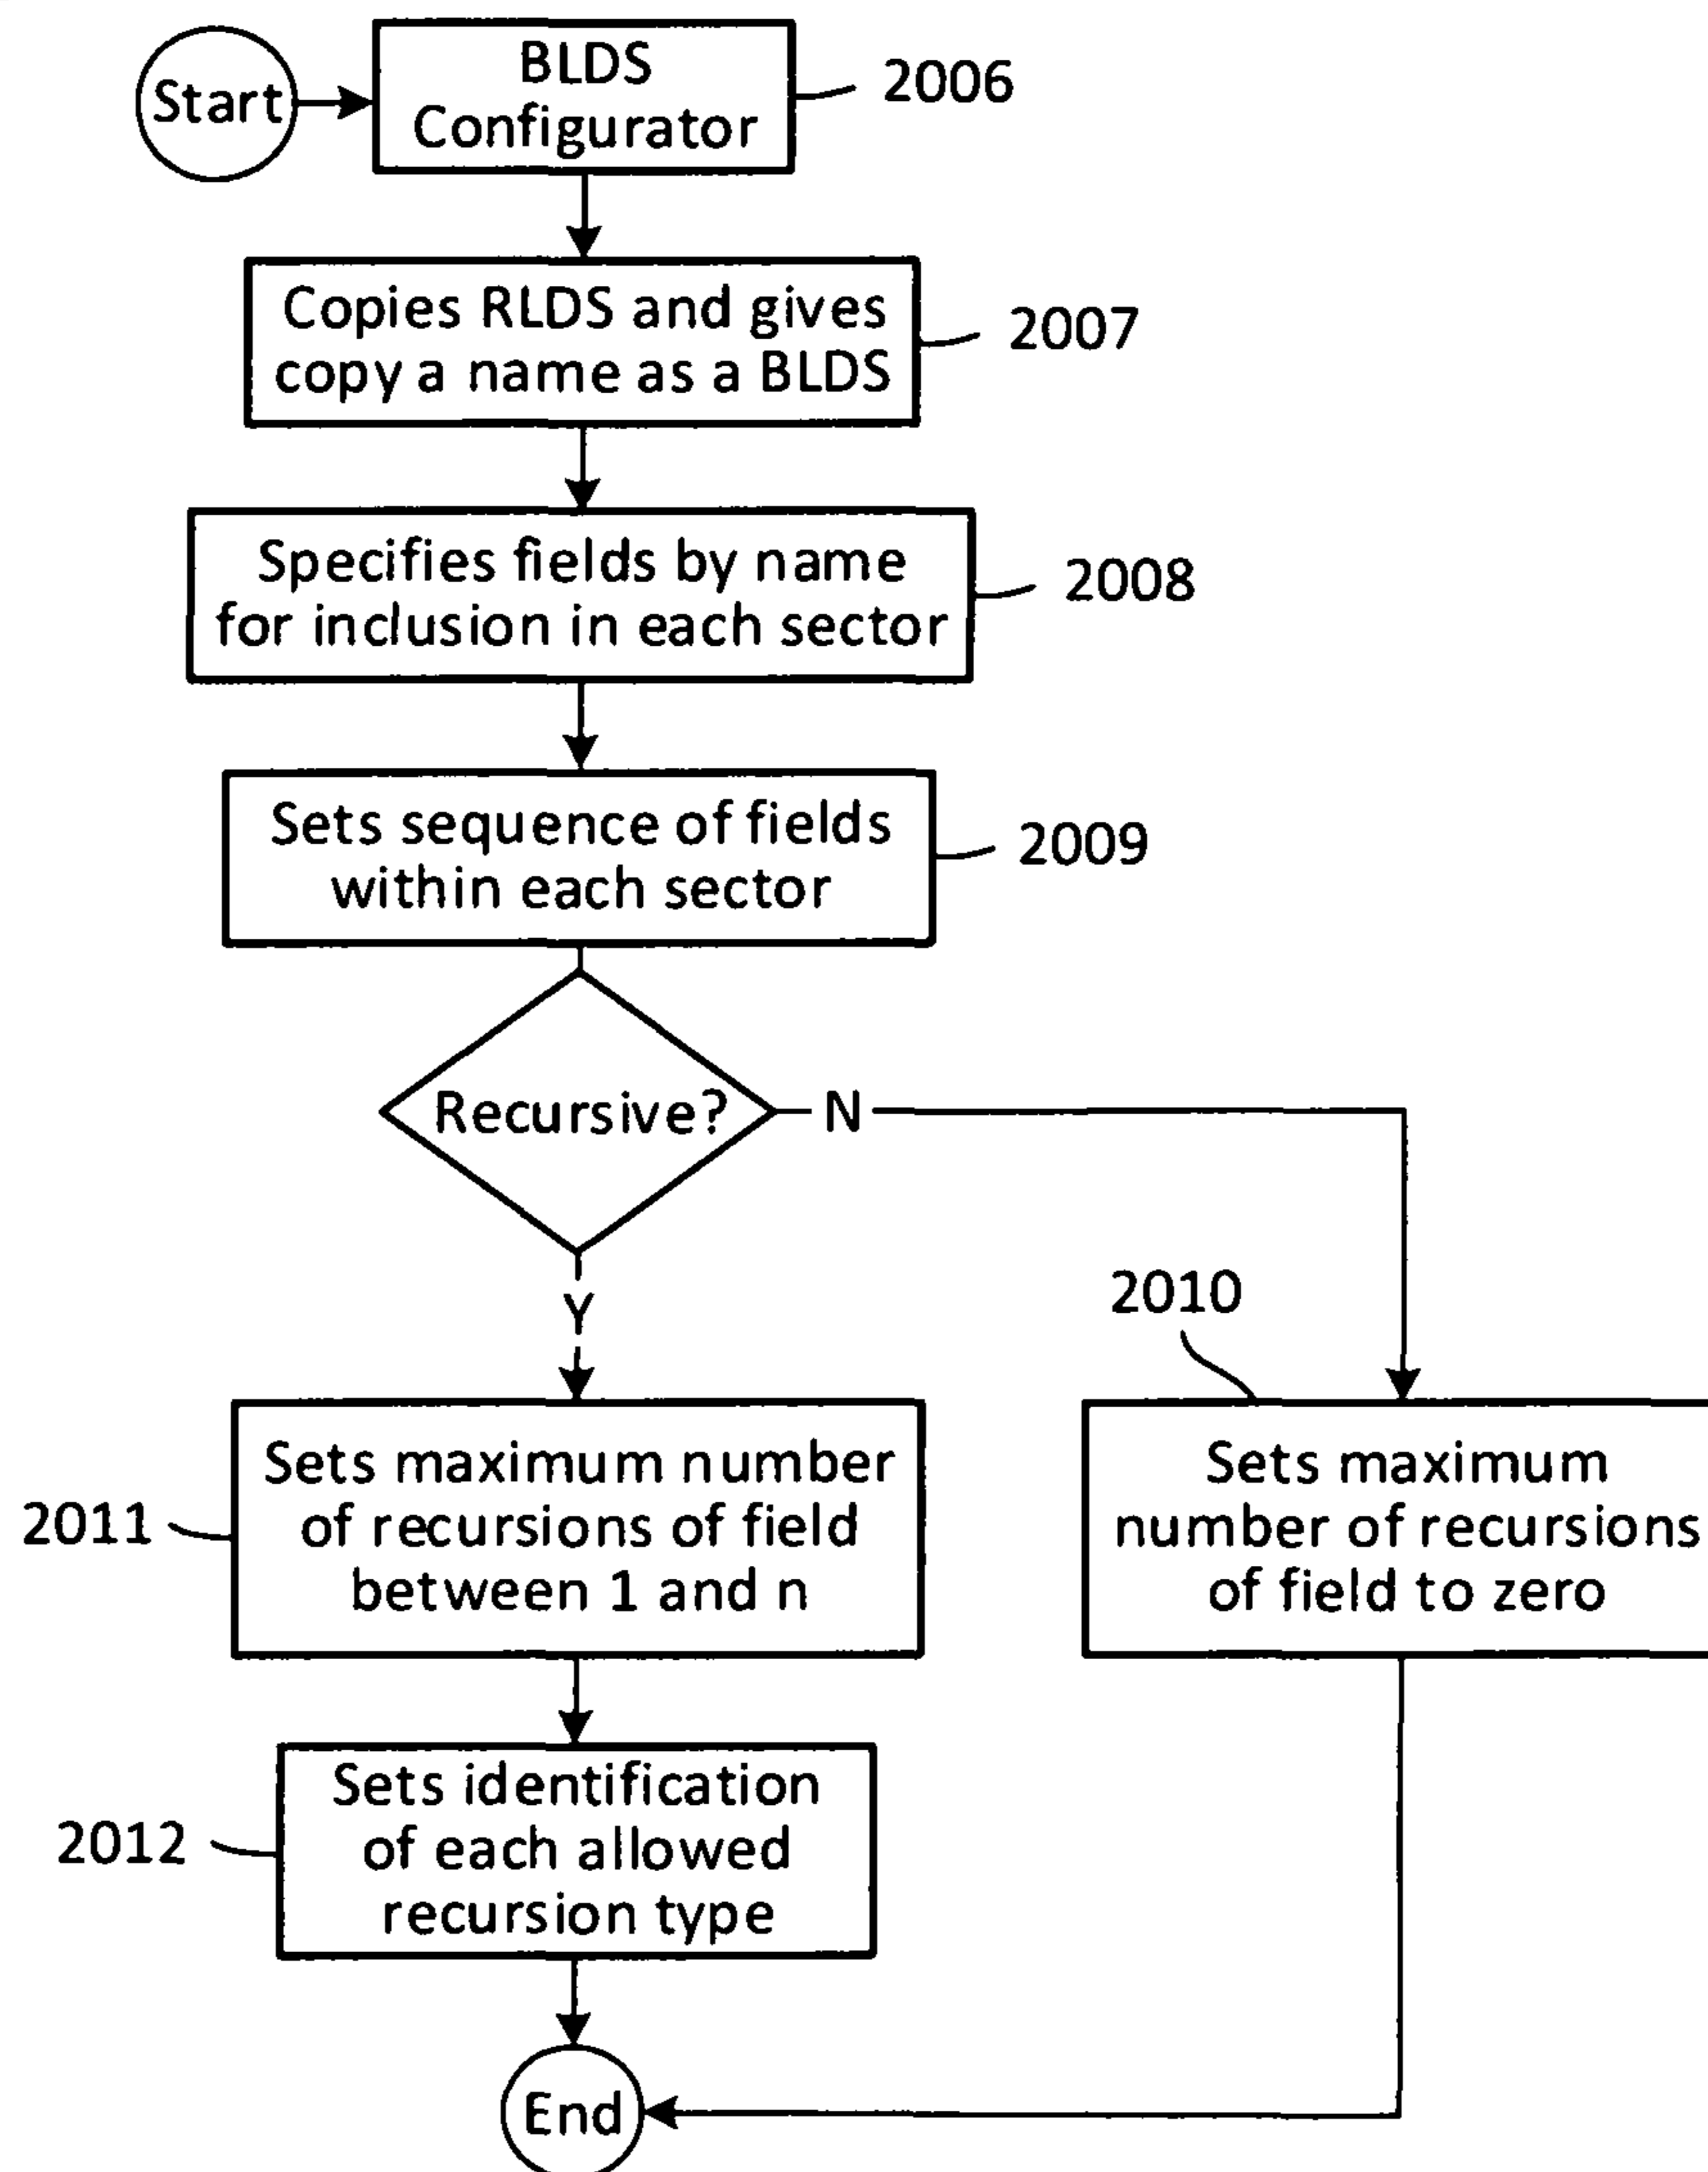 Start
BLDS
Configurator
2006
Copies RLDS and gives
copy a name as a BLDS
2007
Specifies fields by name
for inclusion in each sector
2008
Sets sequence of fields
within each sector
2009
Recursive?
N
Y
2010
Sets maximum number
of recursions of field
between 1 and n
2011
Sets maximum
number of recursions
of field to zero
Sets identification
of each allowed
recursion type
2012
End